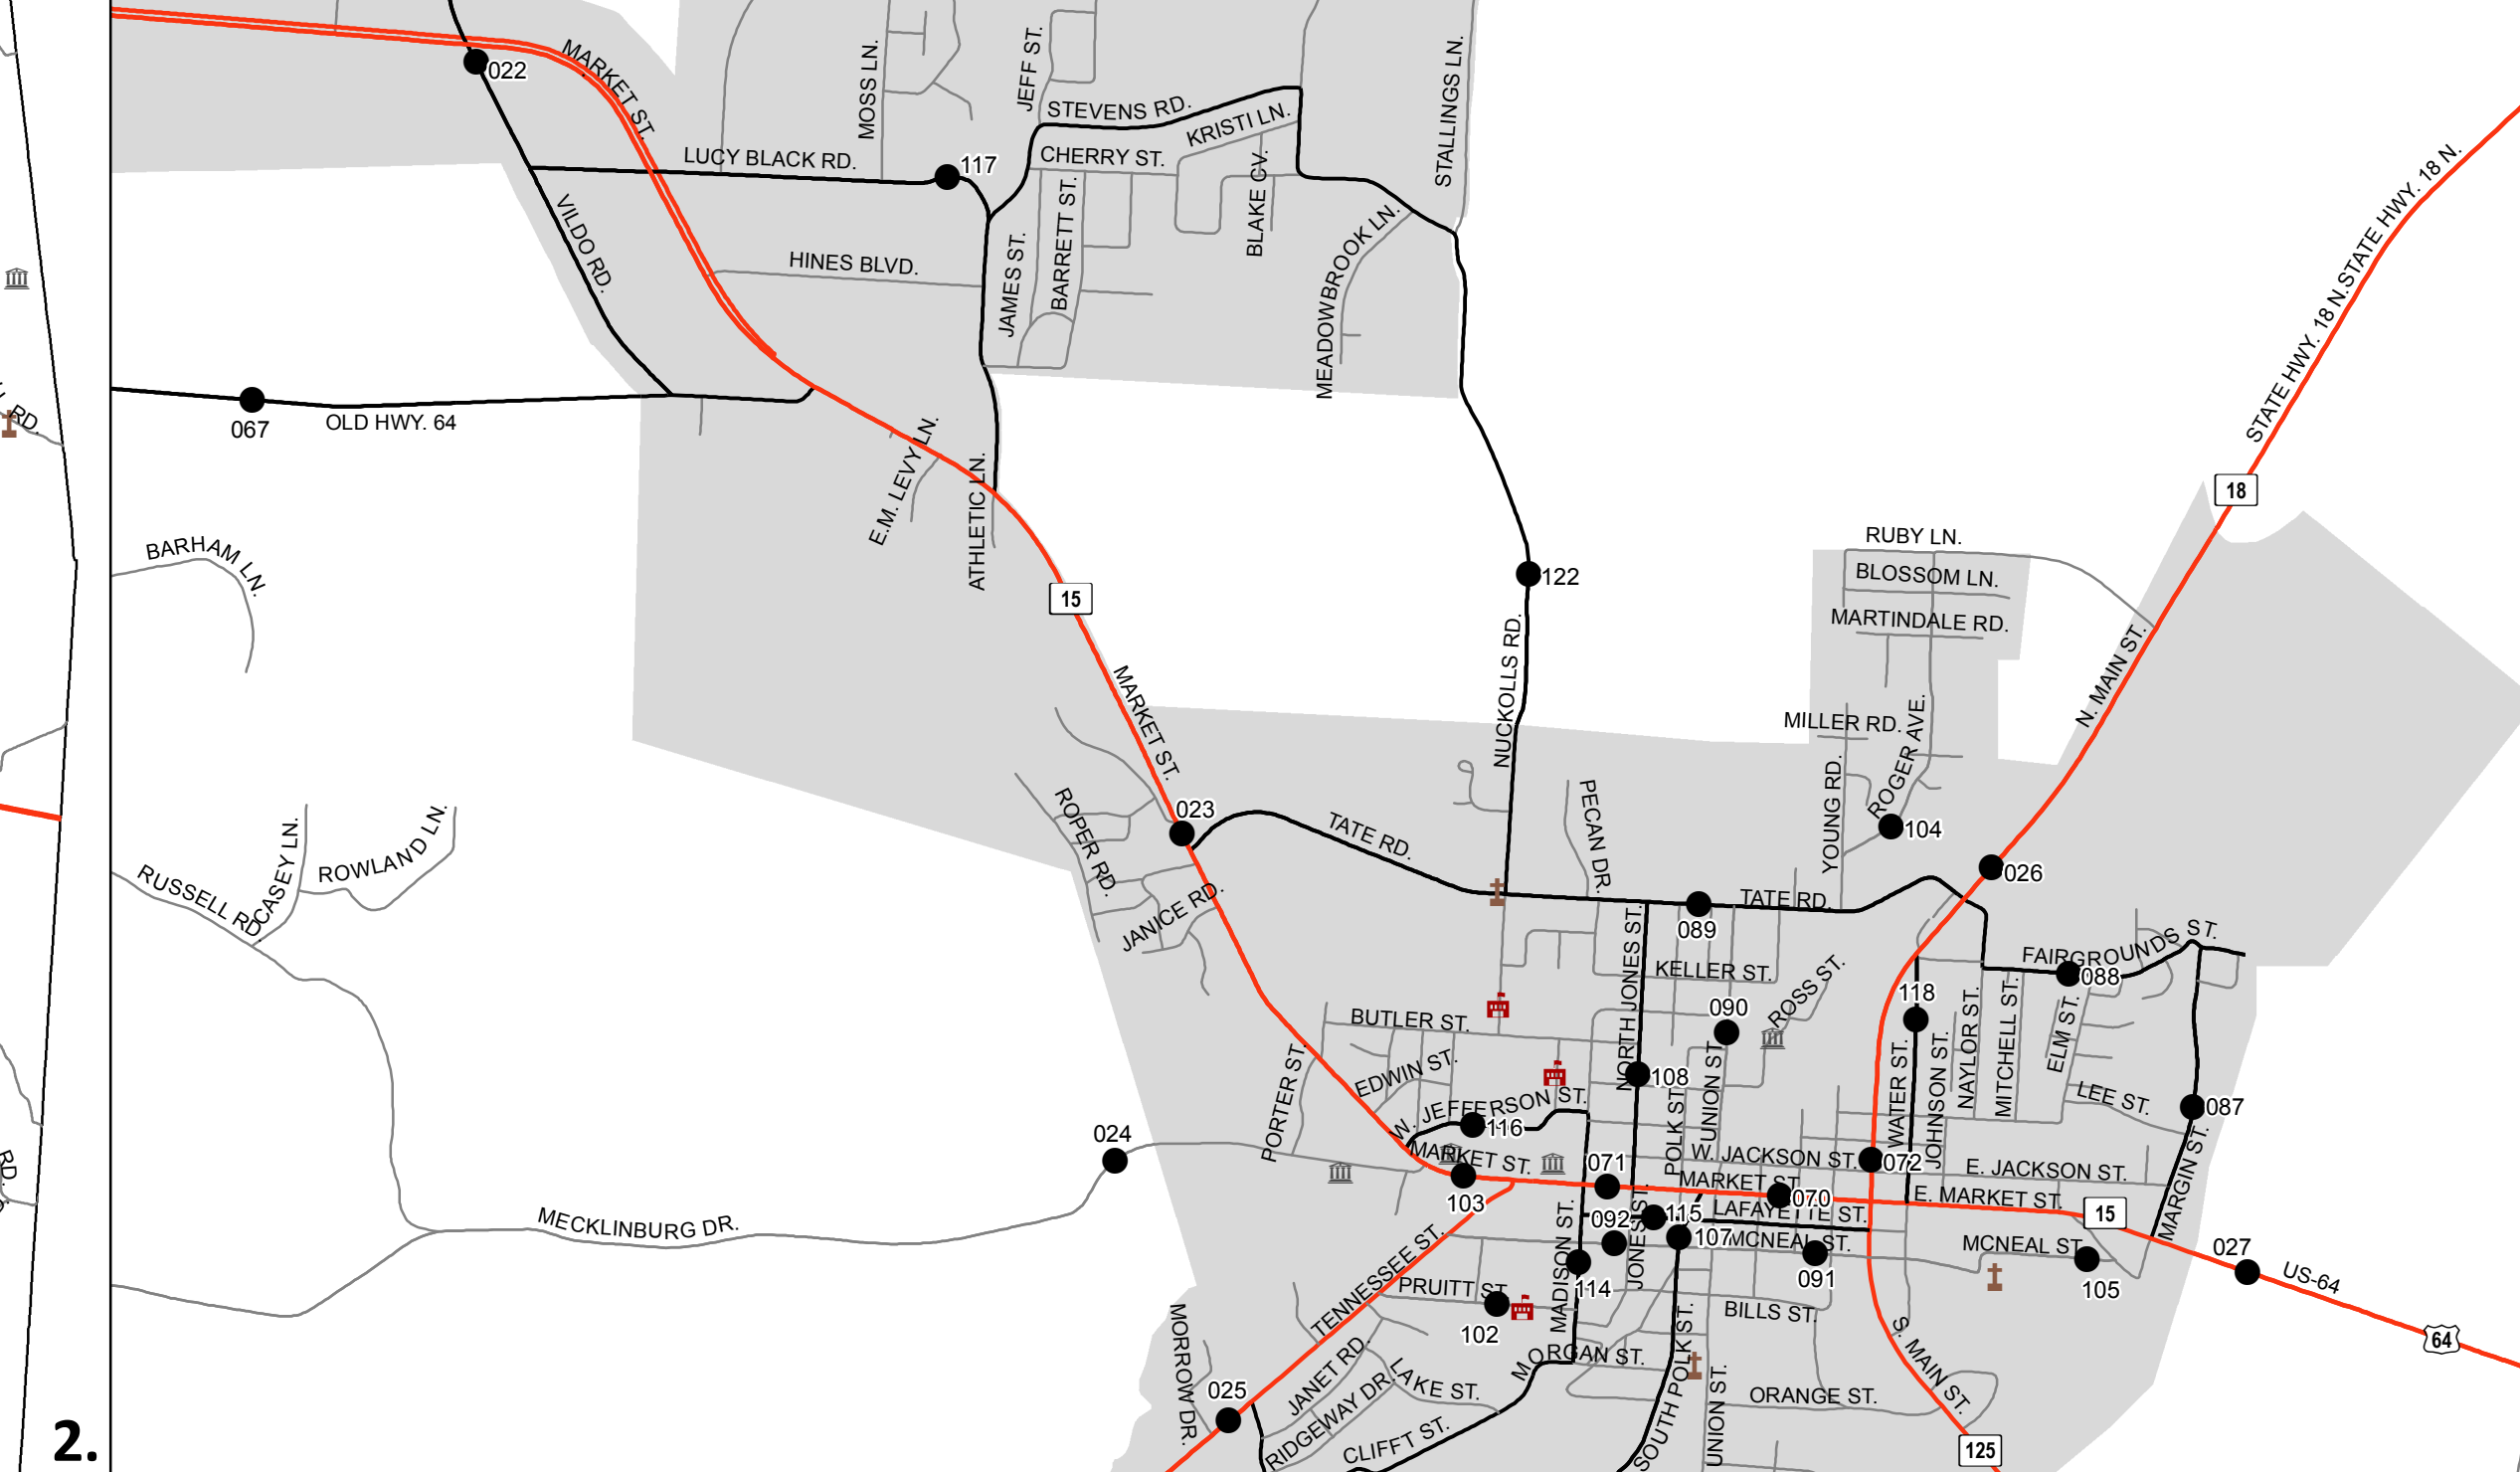 022
MARKET ST.
MOSS LN.
JEFF ST.
STEVENS RD.
KRISTI LN.
STALLINGS LN.
LUCY BLACK RD.
117
CHERRY ST.
BLAKE CV.
BARRETT ST.
JAMES ST.
VILDO RD.
HINES BLVD.
MEADOWBROOK LN.
STATE HWY. 18 N.
STATE HWY. 18 N.
18
067
OLD HWY. 64
E.M. LEVY LN.
ATHLETIC LN.
RD.
BARHAM LN.
15
122
RUBY LN.
BLOSSOM LN.
MARTINDALE RD.
N. MAIN ST.
MARKET ST.
NUCKOLLS RD.
MILLER RD.
ROGER AVE.
YOUNG RD.
104
023
ROPER RD.
TATE RD.
PECAN DR.
026
CASEY LN.
ROWLAND LN.
RUSSELL RD.
JANICE RD.
TATE RD.
089
FAIRGROUNDS ST.
088
KELLER ST.
ROSS ST.
118
090
NORTH JONES ST.
BUTLER ST.
NAYLOR ST.
MITCHELL ST.
ELM ST.
EDWIN ST.
PORTER ST.
108
UNION ST.
POLK ST.
WATER ST.
JOHNSON ST.
LEE ST.
087
W. JEFFERSON ST.
116
024
MARKET ST.
071
W. JACKSON ST.
072
E. JACKSON ST.
MARGIN ST.
RD.
103
MARKET ST.
070
E. MARKET ST.
15
092
115
LAFAYETTE ST.
MECKLINBURG DR.
TENNESSEE ST.
MADISON ST.
JONES ST.
107
MCNEAL ST.
MCNEAL ST.
027
US-64
114
091
105
PRUITT ST.
102
BILLS ST.
64
S. MAIN ST.
MORROW DR.
JANET RD.
MORGAN ST.
SOUTH POLK ST.
025
LAKE ST.
RIDGEWAY DR.
ORANGE ST.
UNION ST.
CLIFFT ST.
125
2.